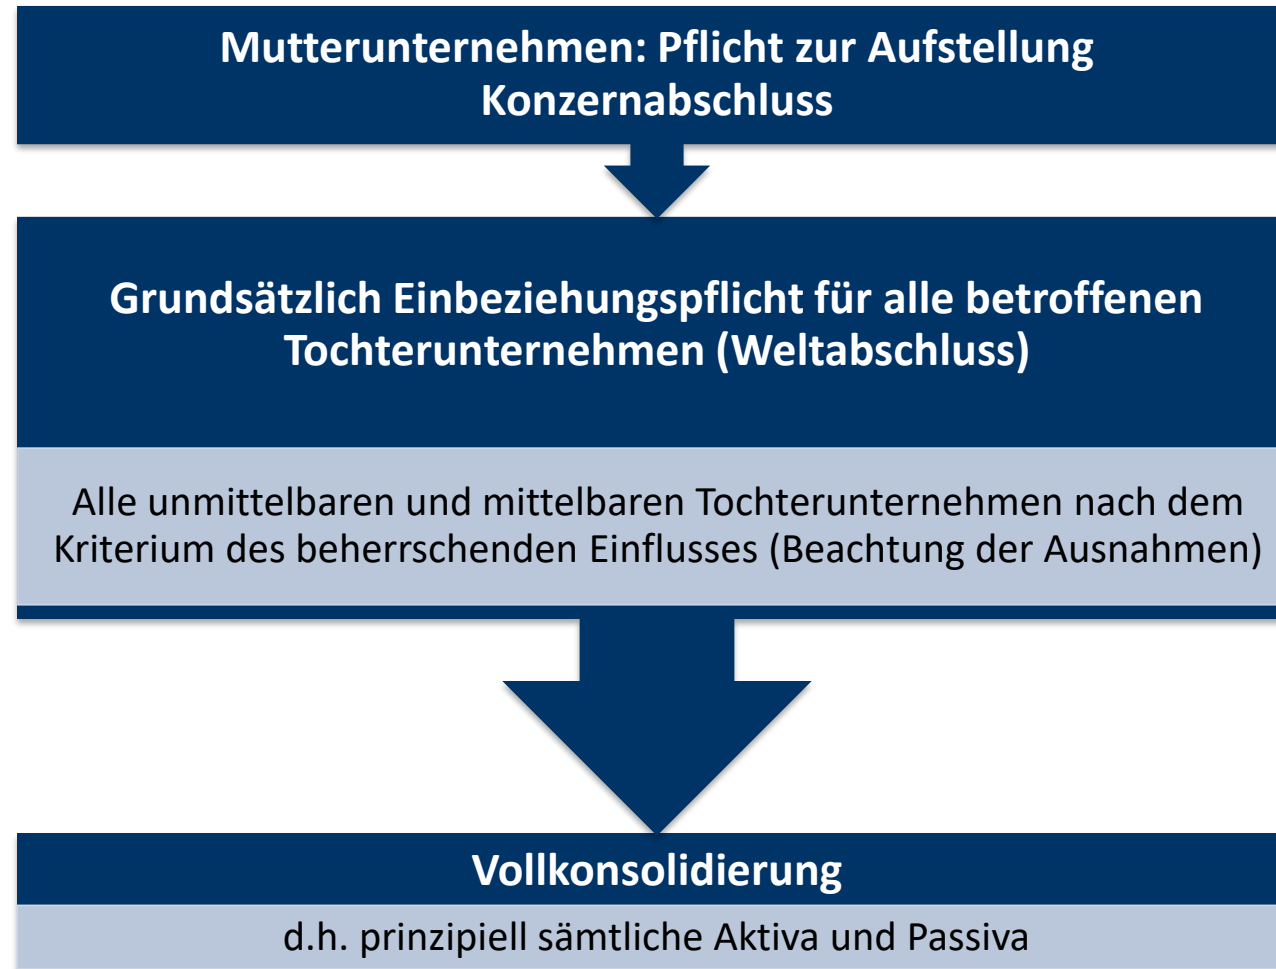 Mutterunternehmen: Pflicht zur Aufstellung
Konzernabschluss
Grundsätzlich Einbeziehungspflicht für alle betroffenen
Tochterunternehmen (Weltabschluss)
Alle unmittelbaren und mittelbaren Tochterunternehmen nach dem
Kriterium des beherrschenden Einflusses (Beachtung der Ausnahmen)
Vollkonsolidierung
d.h. prinzipiell sämtliche Aktiva und Passiva